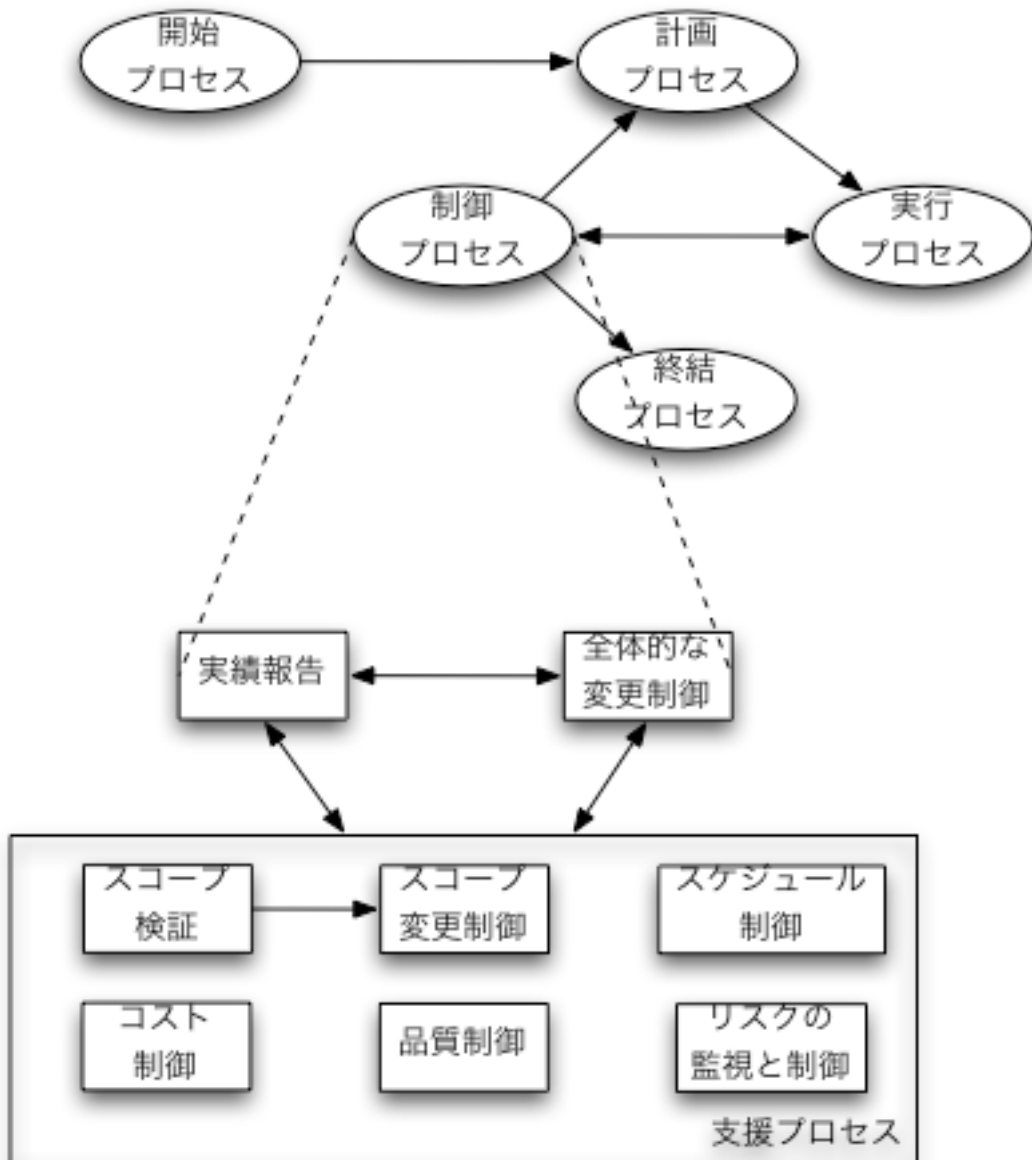 開始
プロセス
計画
プロセス
制御
プロセス
実行
プロセス
終結
プロセス
実績報告
全体的な
変更制御
スコープ
検証
スコープ
変更制御
スケジュール
制御
コスト
制御
品質制御
リスクの
監視と制御
支援プロセス